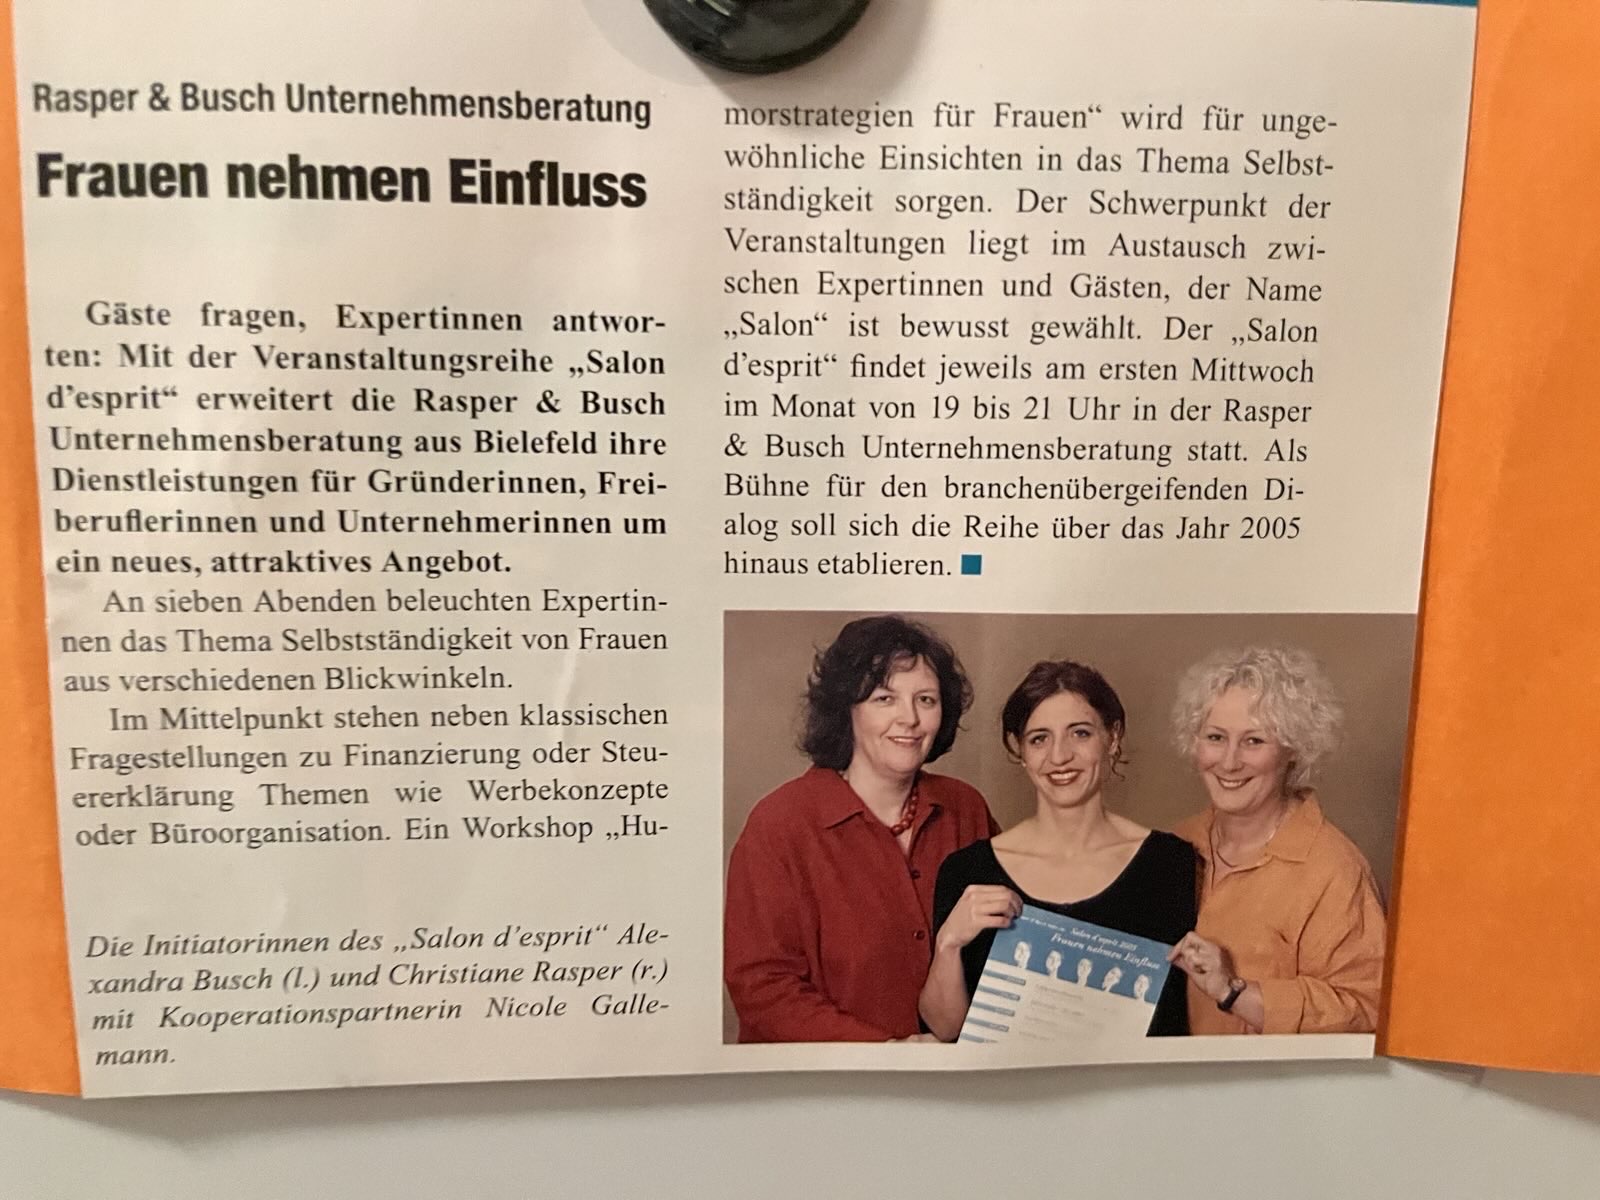 Rasper & Busch Unternehmensberatung
Frauen nehmen Einfluss
Gäste fragen, Expertinnen antwor-
ten: Mit der Veranstaltungsreihe „Salon
d’esprit“ erweitert die Rasper & Busch
Unternehmensberatung aus Bielefeld ihre
Dienstleistungen für Gründerinnen, Frei-
beruflerinnen und Unternehmerinnen um
ein neues, attraktives Angebot.
An sieben Abenden beleuchten Expertin-
nen das Thema Selbstständigkeit von Frauen
aus verschiedenen Blickwinkeln.
Im Mittelpunkt stehen neben klassischen
Fragestellungen zu Finanzierung oder Steu-
ererklärung Themen wie Werbekonzepte
oder Büroorganisation. Ein Workshop „Hu-
morstrategien für Frauen“ wird für unge-
wöhnliche Einsichten in das Thema Selbst-
ständigkeit sorgen. Der Schwerpunkt der
Veranstaltungen liegt im Austausch zwi-
schen Expertinnen und Gästen, der Name
„Salon“ ist bewusst gewählt. Der „Salon
d’esprit“ findet jeweils am ersten Mittwoch
im Monat von 19 bis 21 Uhr in der Rasper
& Busch Unternehmensberatung statt. Als
Bühne für den branchenübergeifenden Di-
alog soll sich die Reihe über das Jahr 2005
hinaus etablieren.
Die Initiatorinnen des „Salon d’esprit“ Ale-
xandra Busch (l.) und Christiane Rasper (r.)
mit Kooperationspartnerin Nicole Galle-
mann.
Salon d’esprit 2005
Frauen nehmen Einfluss